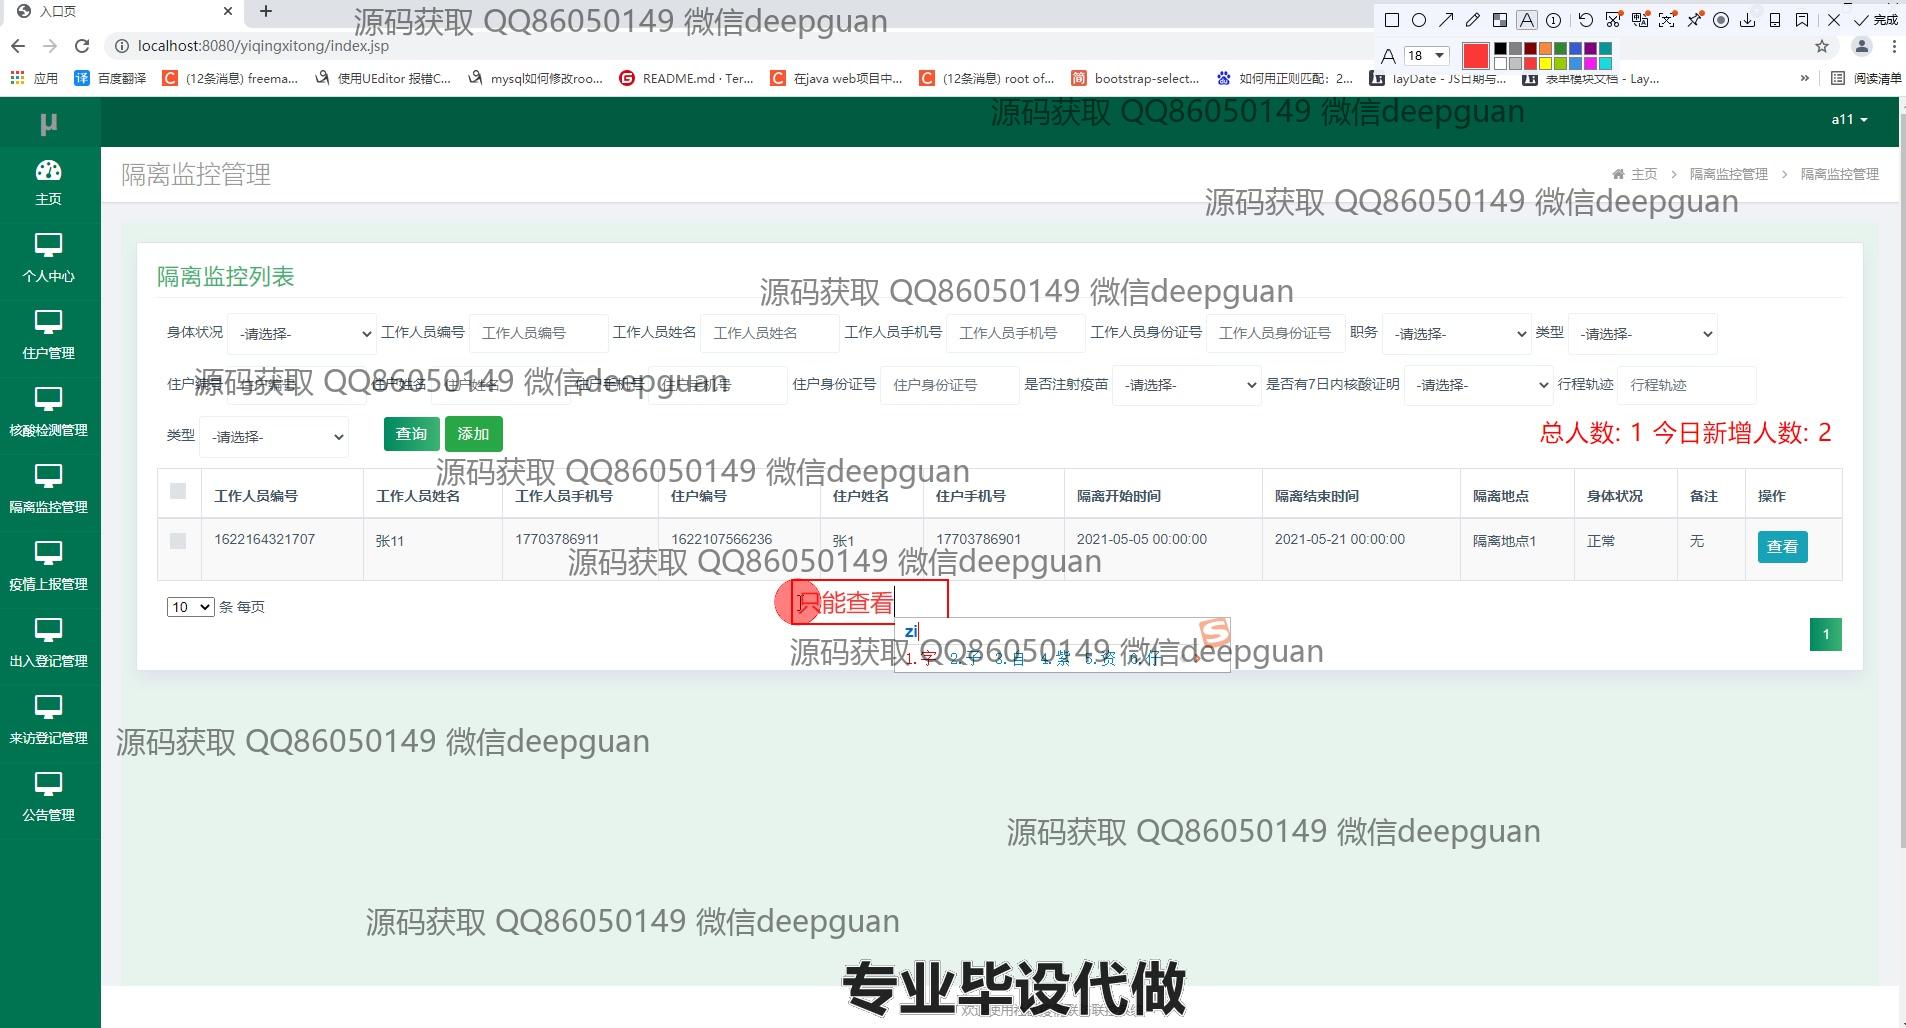 入口页
源码获取 QQ86050149 微信deepguan
完成
localhost:8080/yiqingxitong/index.jsp
18
应用 百度翻译 (12条消息) freema... 使用UEditor 报错C... mysql如何修改roo... README.md · Ter... 在java web项目中... (12条消息) root of... bootstrap-select... 如何用正则匹配：2... layDate - JS日期与... 表单模块文档 - Lay... » 阅读清单
源码获取 QQ86050149 微信deepguan
μ
a11
隔离监控管理
主页 > 隔离监控管理 > 隔离监控管理
源码获取 QQ86050149 微信deepguan
主页
个人中心
住户管理
核酸检测管理
隔离监控管理
疫情上报管理
出入登记管理
来访登记管理
公告管理
隔离监控列表
源码获取 QQ86050149 微信deepguan
身体状况 -请选择- 工作人员编号 工作人员编号 工作人员姓名 工作人员姓名 工作人员手机号 工作人员手机号 工作人员身份证号 工作人员身份证号 职务 -请选择- 类型 -请选择-
住户编号 住户编号 住户姓名 住户姓名 住户手机号 住户手机号 住户身份证号 住户身份证号 是否注射疫苗 -请选择- 是否有7日内核酸证明 -请选择- 行程轨迹 行程轨迹
源码获取 QQ86050149 微信deepguan
类型 -请选择- 查询 添加
总人数: 1 今日新增人数: 2
源码获取 QQ86050149 微信deepguan
工作人员编号 工作人员姓名 工作人员手机号 住户编号 住户姓名 住户手机号 隔离开始时间 隔离结束时间 隔离地点 身体状况 备注 操作
1622164321707 张11 17703786911 1622107566236 张1 17703786901 2021-05-05 00:00:00 2021-05-21 00:00:00 隔离地点1 正常 无 查看
源码获取 QQ86050149 微信deepguan
只能查看
10 条 每页
zi
1
1.字 2.子 3.自 4.紫 5.资 6.仔
源码获取 QQ86050149 微信deepguan
源码获取 QQ86050149 微信deepguan
源码获取 QQ86050149 微信deepguan
源码获取 QQ86050149 微信deepguan
专业毕设代做